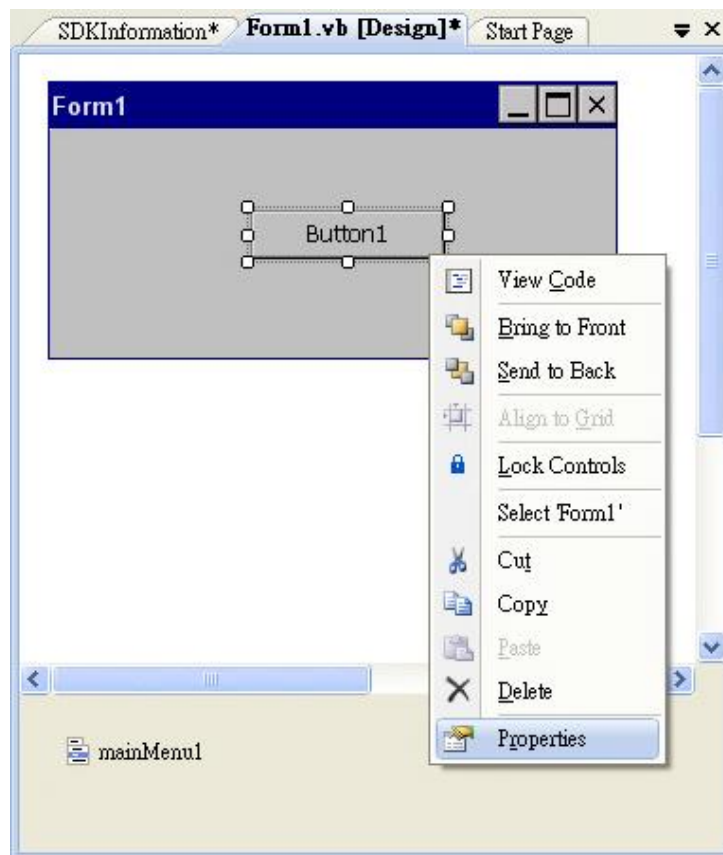 SDKInformation* Form1.vb [Design]* Start Page
Form1
Button1
View Code
Bring to Front
Send to Back
Align to Grid
Lock Controls
Select 'Form1'
Cut
Copy
Paste
Delete
Properties
mainMenu1